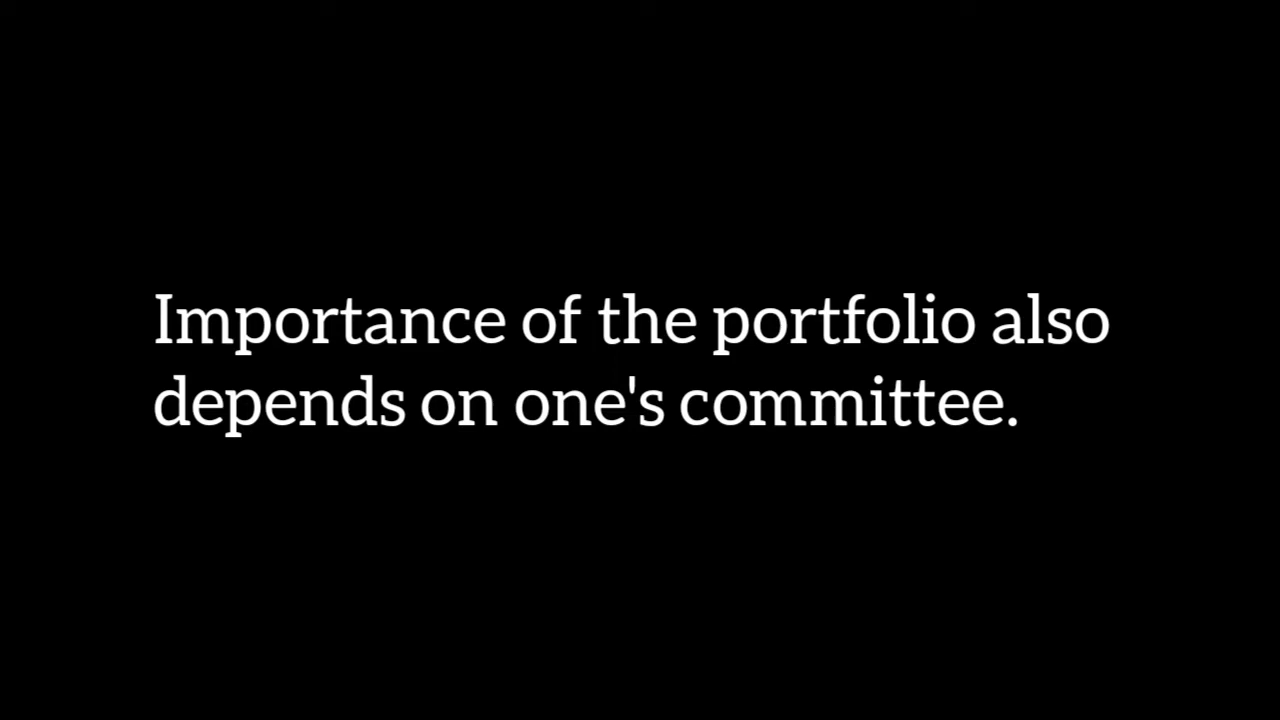 Importance of the portfolio also
depends on one's committee.